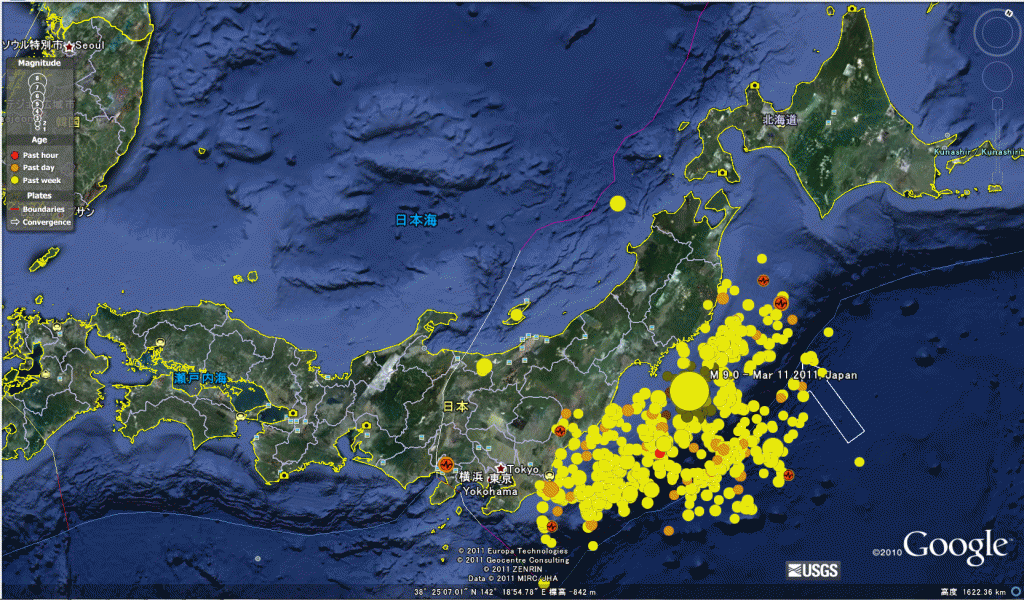 ソウル特別市 Seoul
Magnitude
8
7
6
5
4
3
2
1
韓国
Age
Past hour
Past day
Past week
Plates
Boundaries
Convergence
サン
北海道
Kunashir / Kunashiri
日本海
瀬戸内海
日本
M 9.0 - Mar 11,2011, Japan
Tokyo
横浜 東京
Yokohama
© 2011 Europa Technologies
© 2011 Geocentre Consulting
© 2011 ZENRIN
Data © 2011 MIRC/JHA
©2010 Google™
USGS
38° 25'07.01" N 142° 18'54.78" E 標高 -842 m
高度 1622.36 km